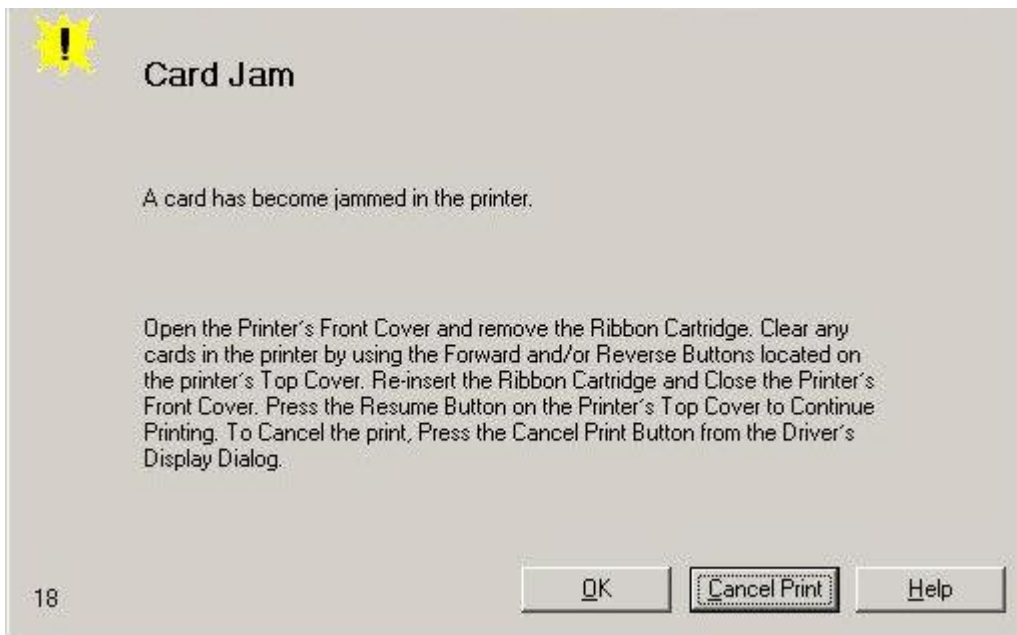 !
Card Jam
A card has become jammed in the printer.
Open the Printer´s Front Cover and remove the Ribbon Cartridge. Clear any
cards in the printer by using the Forward and/or Reverse Buttons located on
the printer´s Top Cover. Re-insert the Ribbon Cartridge and Close the Printer´s
Front Cover. Press the Resume Button on the Printer´s Top Cover to Continue
Printing. To Cancel the print, Press the Cancel Print Button from the Driver´s
Display Dialog.
18
OK
Cancel Print
Help